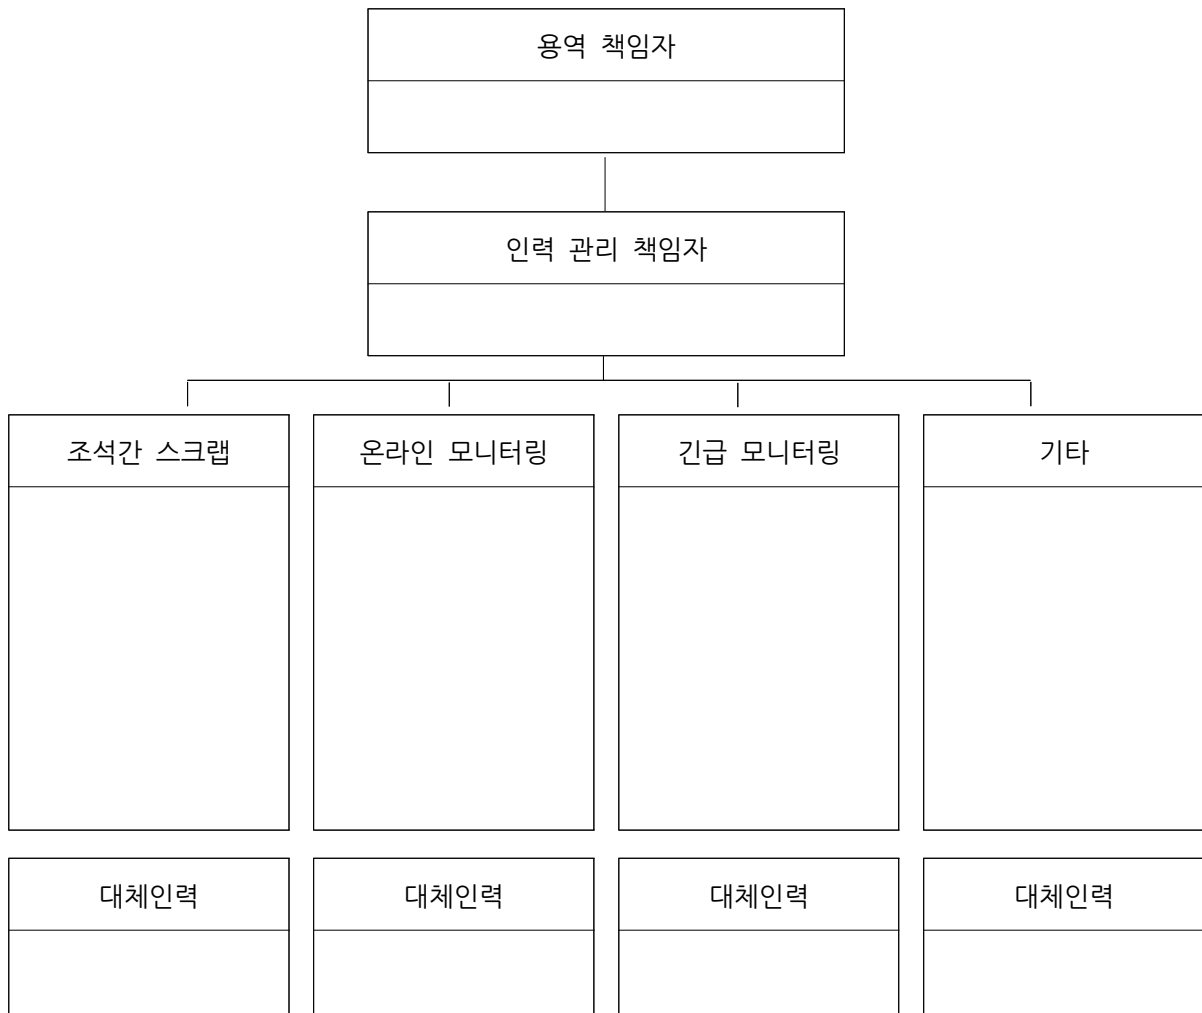 용역 책임자
인력 관리 책임자
조석간 스크랩
온라인 모니터링
긴급 모니터링
기타
대체인력
대체인력
대체인력
대체인력